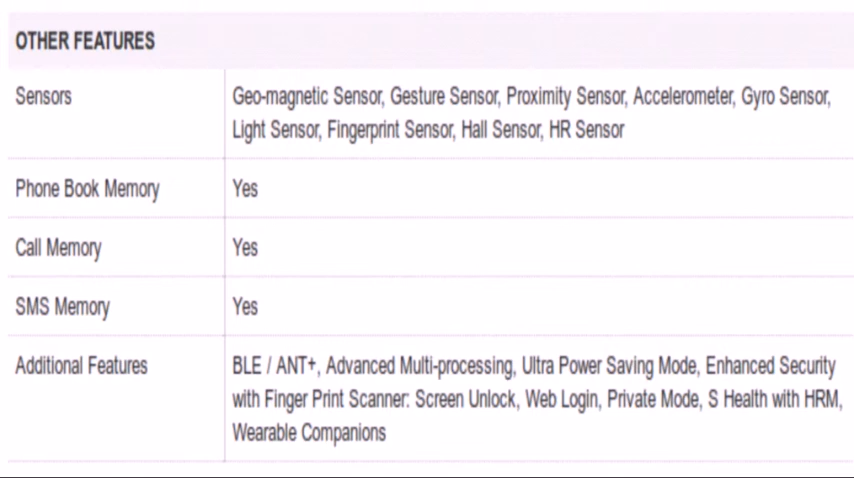 OTHER FEATURES
Sensors
Geo-magnetic Sensor, Gesture Sensor, Proximity Sensor, Accelerometer, Gyro Sensor,
Light Sensor, Fingerprint Sensor, Hall Sensor, HR Sensor
Phone Book Memory
Yes
Call Memory
Yes
SMS Memory
Yes
Additional Features
BLE / ANT+, Advanced Multi-processing, Ultra Power Saving Mode, Enhanced Security
with Finger Print Scanner: Screen Unlock, Web Login, Private Mode, S Health with HRM,
Wearable Companions